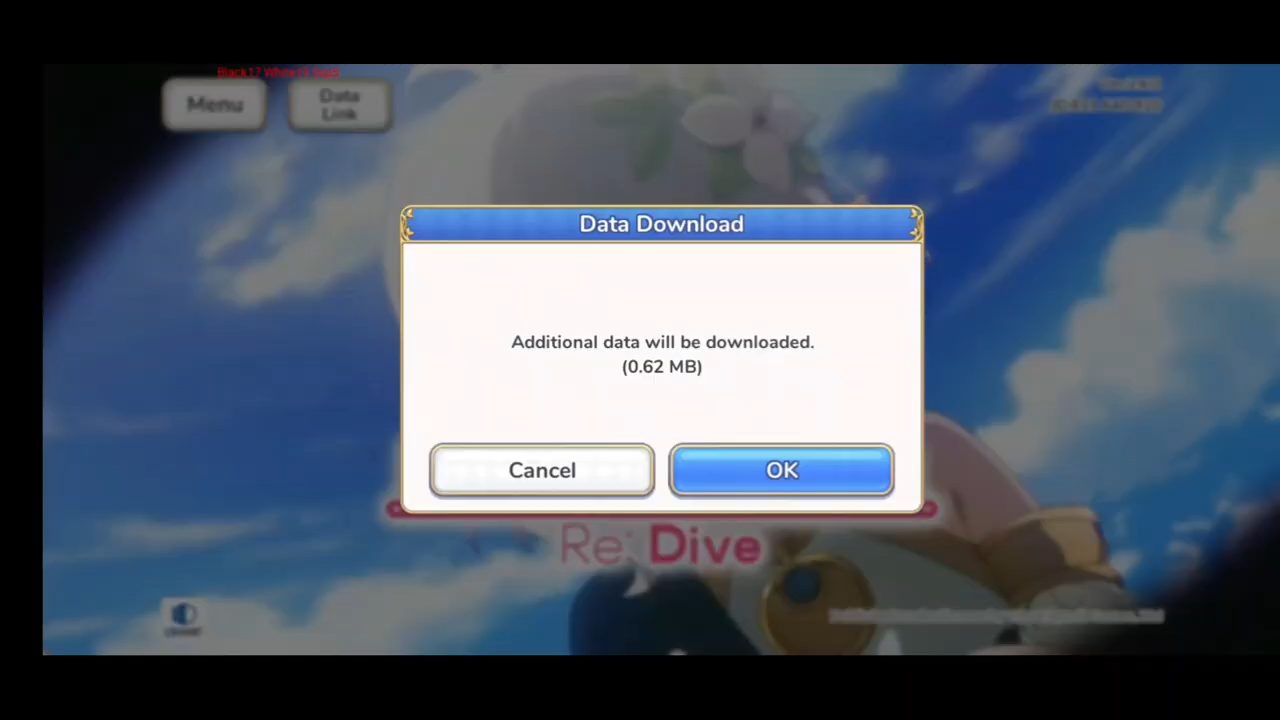 Menu
Data
Link
Data Download
Additional data will be downloaded.
(0.62 MB)
Cancel
OK
Re: Dive